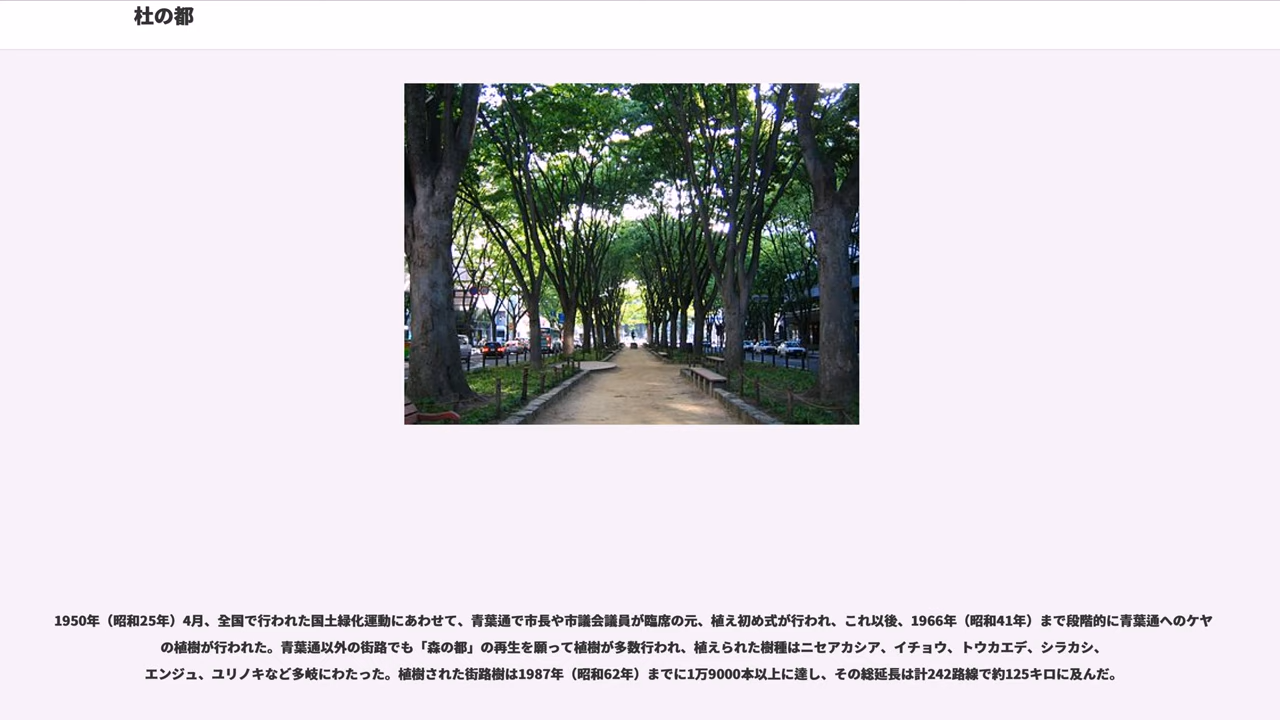 杜の都
1950年（昭和25年）4月、全国で行われた国土緑化運動にあわせて、青葉通で市長や市議会議員が臨席の元、植え初め式が行われ、これ以後、1966年（昭和41年）まで段階的に青葉通へのケヤ
の植樹が行われた。青葉通以外の街路でも「森の都」の再生を願って植樹が多数行われ、植えられた樹種はニセアカシア、イチョウ、トウカエデ、シラカシ、
エンジュ、ユリノキなど多岐にわたった。植樹された街路樹は1987年（昭和62年）までに1万9000本以上に達し、その総延長は計242路線で約125キロに及んだ。